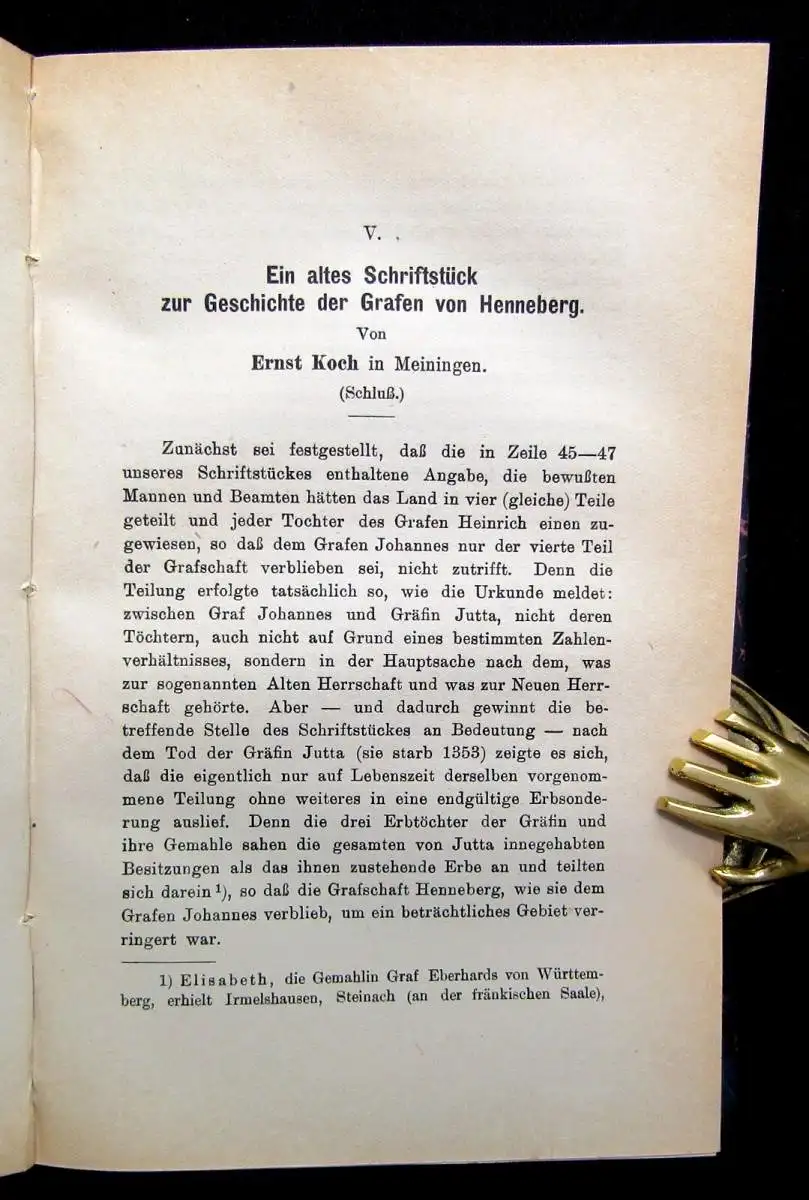 V.
Ein altes Schriftstück
zur Geschichte der Grafen von Henneberg.
Von
Ernst Koch in Meiningen.
(Schluß.)
Zunächst sei festgestellt, daß die in Zeile 45—47
unseres Schriftstückes enthaltene Angabe, die bewußten
Mannen und Beamten hätten das Land in vier (gleiche) Teile
geteilt und jeder Tochter des Grafen Heinrich einen zu-
gewiesen, so daß dem Grafen Johannes nur der vierte Teil
der Grafschaft verblieben sei, nicht zutrifft. Denn die
Teilung erfolgte tatsächlich so, wie die Urkunde meldet:
zwischen Graf Johannes und Gräfin Jutta, nicht deren
Töchtern, auch nicht auf Grund eines bestimmten Zahlen-
verhältnisses, sondern in der Hauptsache nach dem, was
zur sogenannten Alten Herrschaft und was zur Neuen Herr-
schaft gehörte. Aber — und dadurch gewinnt die be-
treffende Stelle des Schriftstückes an Bedeutung — nach
dem Tod der Gräfin Jutta (sie starb 1353) zeigte es sich,
daß die eigentlich nur auf Lebenszeit derselben vorgenom-
mene Teilung ohne weiteres in eine endgültige Erbsonde-
rung auslief. Denn die drei Erbtöchter der Gräfin und
ihre Gemahle sahen die gesamten von Jutta innegehabten
Besitzungen als das ihnen zustehende Erbe an und teilten
sich darein ¹), so daß die Grafschaft Henneberg, wie sie dem
Grafen Johannes verblieb, um ein beträchtliches Gebiet ver-
ringert war.
1) Elisabeth, die Gemahlin Graf Eberhards von Württem-
berg, erhielt Irmelshausen, Steinach (an der fränkischen Saale),